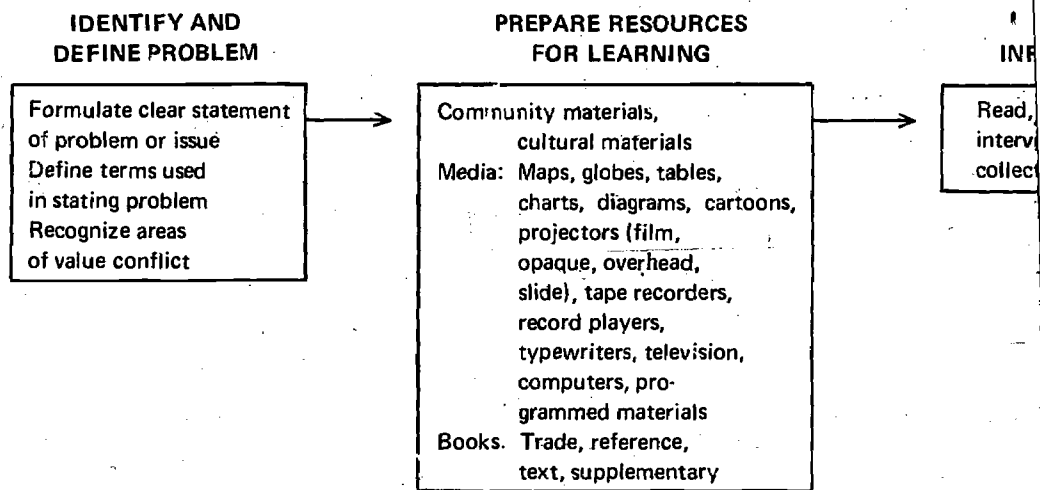 IDENTIFY AND
DEFINE PROBLEM
Formulate clear statement
of problem or issue
Define terms used
in stating problem
Recognize areas
of value conflict
PREPARE RESOURCES
FOR LEARNING
Community materials,
cultural materials
Media: Maps, globes, tables,
charts, diagrams, cartoons,
projectors (film,
opaque, overhead,
slide), tape recorders,
record players,
typewriters, television,
computers, pro-
grammed materials
Books. Trade, reference,
text, supplementary
Read,